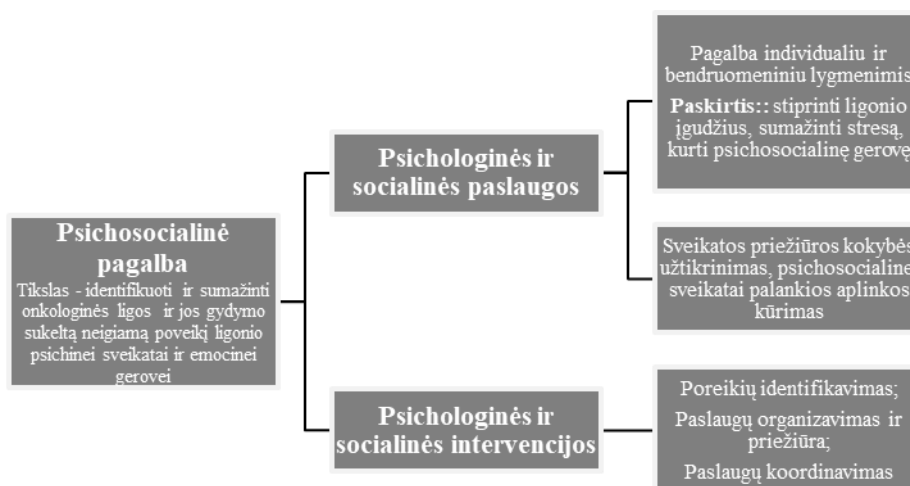 Psichosocialinė
pagalba
Tikslas - identifikuoti ir sumažinti
onkologinės ligos ir jos gydymo
sukeltą neigiamą poveikį ligonio
psichinei sveikatai ir emocinei
gerovei
Psichologinės ir
socialinės paslaugos
Pagalba individualiu ir
bendruomeniniu lygmenimis
Paskirtis:: stiprinti ligonio
įgudžius, sumažinti stresą,
kurti psichosocialinę gerovę
Sveikatos priežiūros kokybės
užtikrinimas, psichosocialinei
sveikatai palankios aplinkos
kūrimas
Psichologinės ir
socialinės intervencijos
Poreikių identifikavimas;
Paslaugų organizavimas ir
priežiūra;
Paslaugų koordinavimas